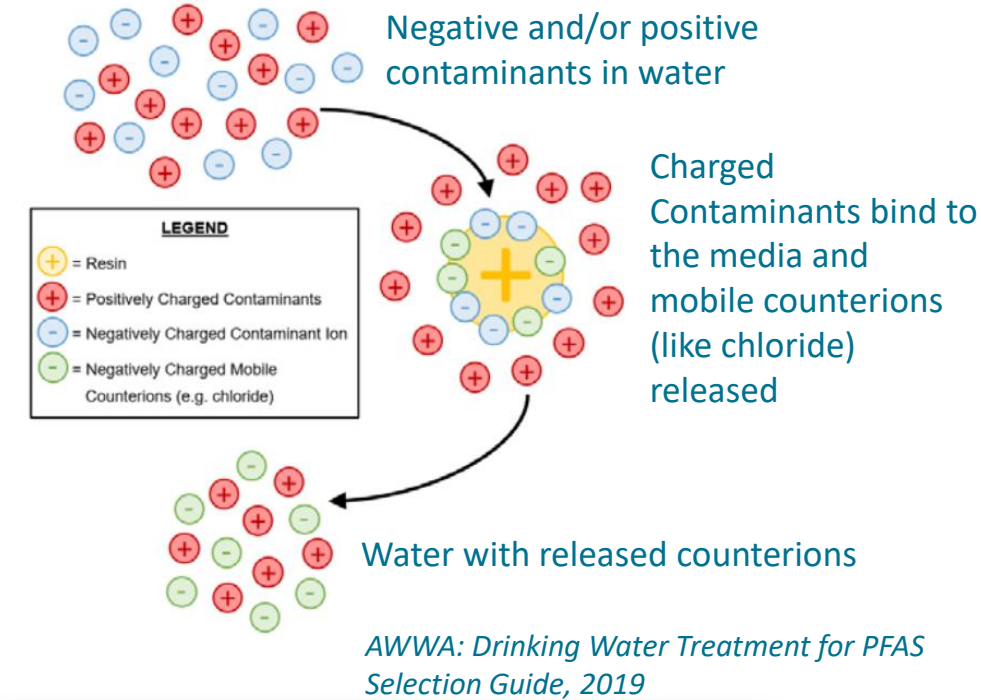 Negative and/or positive
contaminants in water
Charged
Contaminants bind to
the media and
mobile counterions
(like chloride)
released
LEGEND
+ = Resin
+ = Positively Charged Contaminants
- = Negatively Charged Contaminant Ion
- = Negatively Charged Mobile
Counterions (e.g. chloride)
Water with released counterions
AWWA: Drinking Water Treatment for PFAS
Selection Guide, 2019